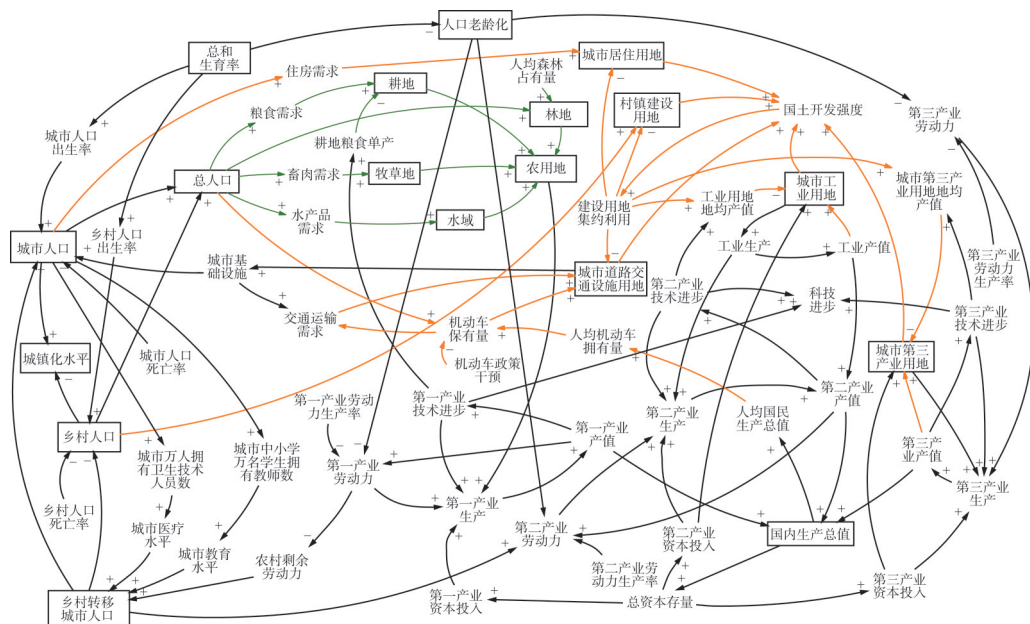 人口老龄化
总和
生育率
住房需求
城市居住用地
人均森林
占有量
耕地
粮食需求
林地
村镇建设
用地
国土开发强度
第三产业
劳动力
城市人口
出生率
耕地粮食单产
农用地
总人口
畜肉需求
牧草地
城市工
业用地
城市第三产
业用地地均
产值
工业用地
地均产值
建设用地
集约利用
水产品
需求
水域
城市人口
乡村人口
出生率
工业生产
工业产值
城市基
础设施
城市道路交
通设施用地
第二产业
技术进步
第三产业
劳动力生
产率
科技
进步
交通运输
需求
机动车
保有量
人均机动车
拥有量
第三产业
技术进步
城镇化水平
城市人口
死亡率
机动车政策
干预
城市第三
产业用地
第一产业劳动
力生产率
第一产业
技术进步
第二产业
生产
人均国民
生产总值
第二产业
产值
乡村人口
城市万人拥
有卫生技术
人员数
城市中小学
万名学生拥
有教师数
第一产业
产值
第一产业
劳动力
第三产
业产值
第三产业
生产
乡村人口
死亡率
第一产业
生产
城市医疗
水平
城市教育
水平
农村剩余
劳动力
第二产业
劳动力
第二产业
资本投入
国内生产总值
第二产业劳
动力生产率
第三产业
资本投入
乡村转移
城市人口
第一产业
资本投入
总资本存量